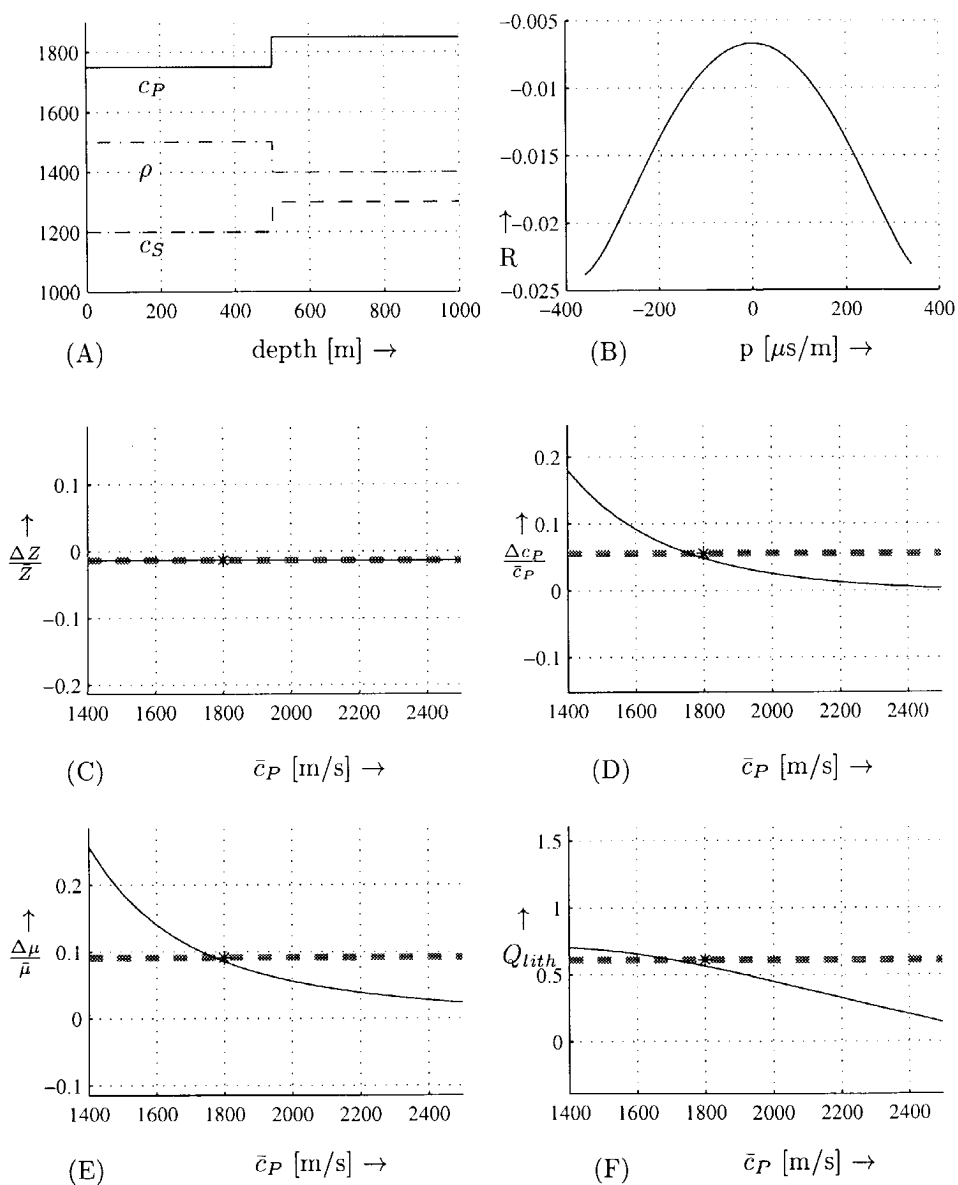 1800
1600
1400
1200
1000
c_P
ρ
c_S
0 200 400 600 800 1000
(A) depth [m] →
−0.005
−0.01
−0.015
−0.02
−0.025
↑
R
−400 −200 0 200 400
(B) p [μs/m] →
0.1
0
−0.1
−0.2
↑
ΔZ
Z̄
1400 1600 1800 2000 2200 2400
(C) c̄_P [m/s] →
0.2
0.1
0
−0.1
↑
Δc_P
c̄_P
1400 1600 1800 2000 2200 2400
(D) c̄_P [m/s] →
0.2
0.1
0
−0.1
↑
Δμ
μ̄
1400 1600 1800 2000 2200 2400
(E) c̄_P [m/s] →
1.5
1
0.5
0
↑
Q_lith
1400 1600 1800 2000 2200 2400
(F) c̄_P [m/s] →